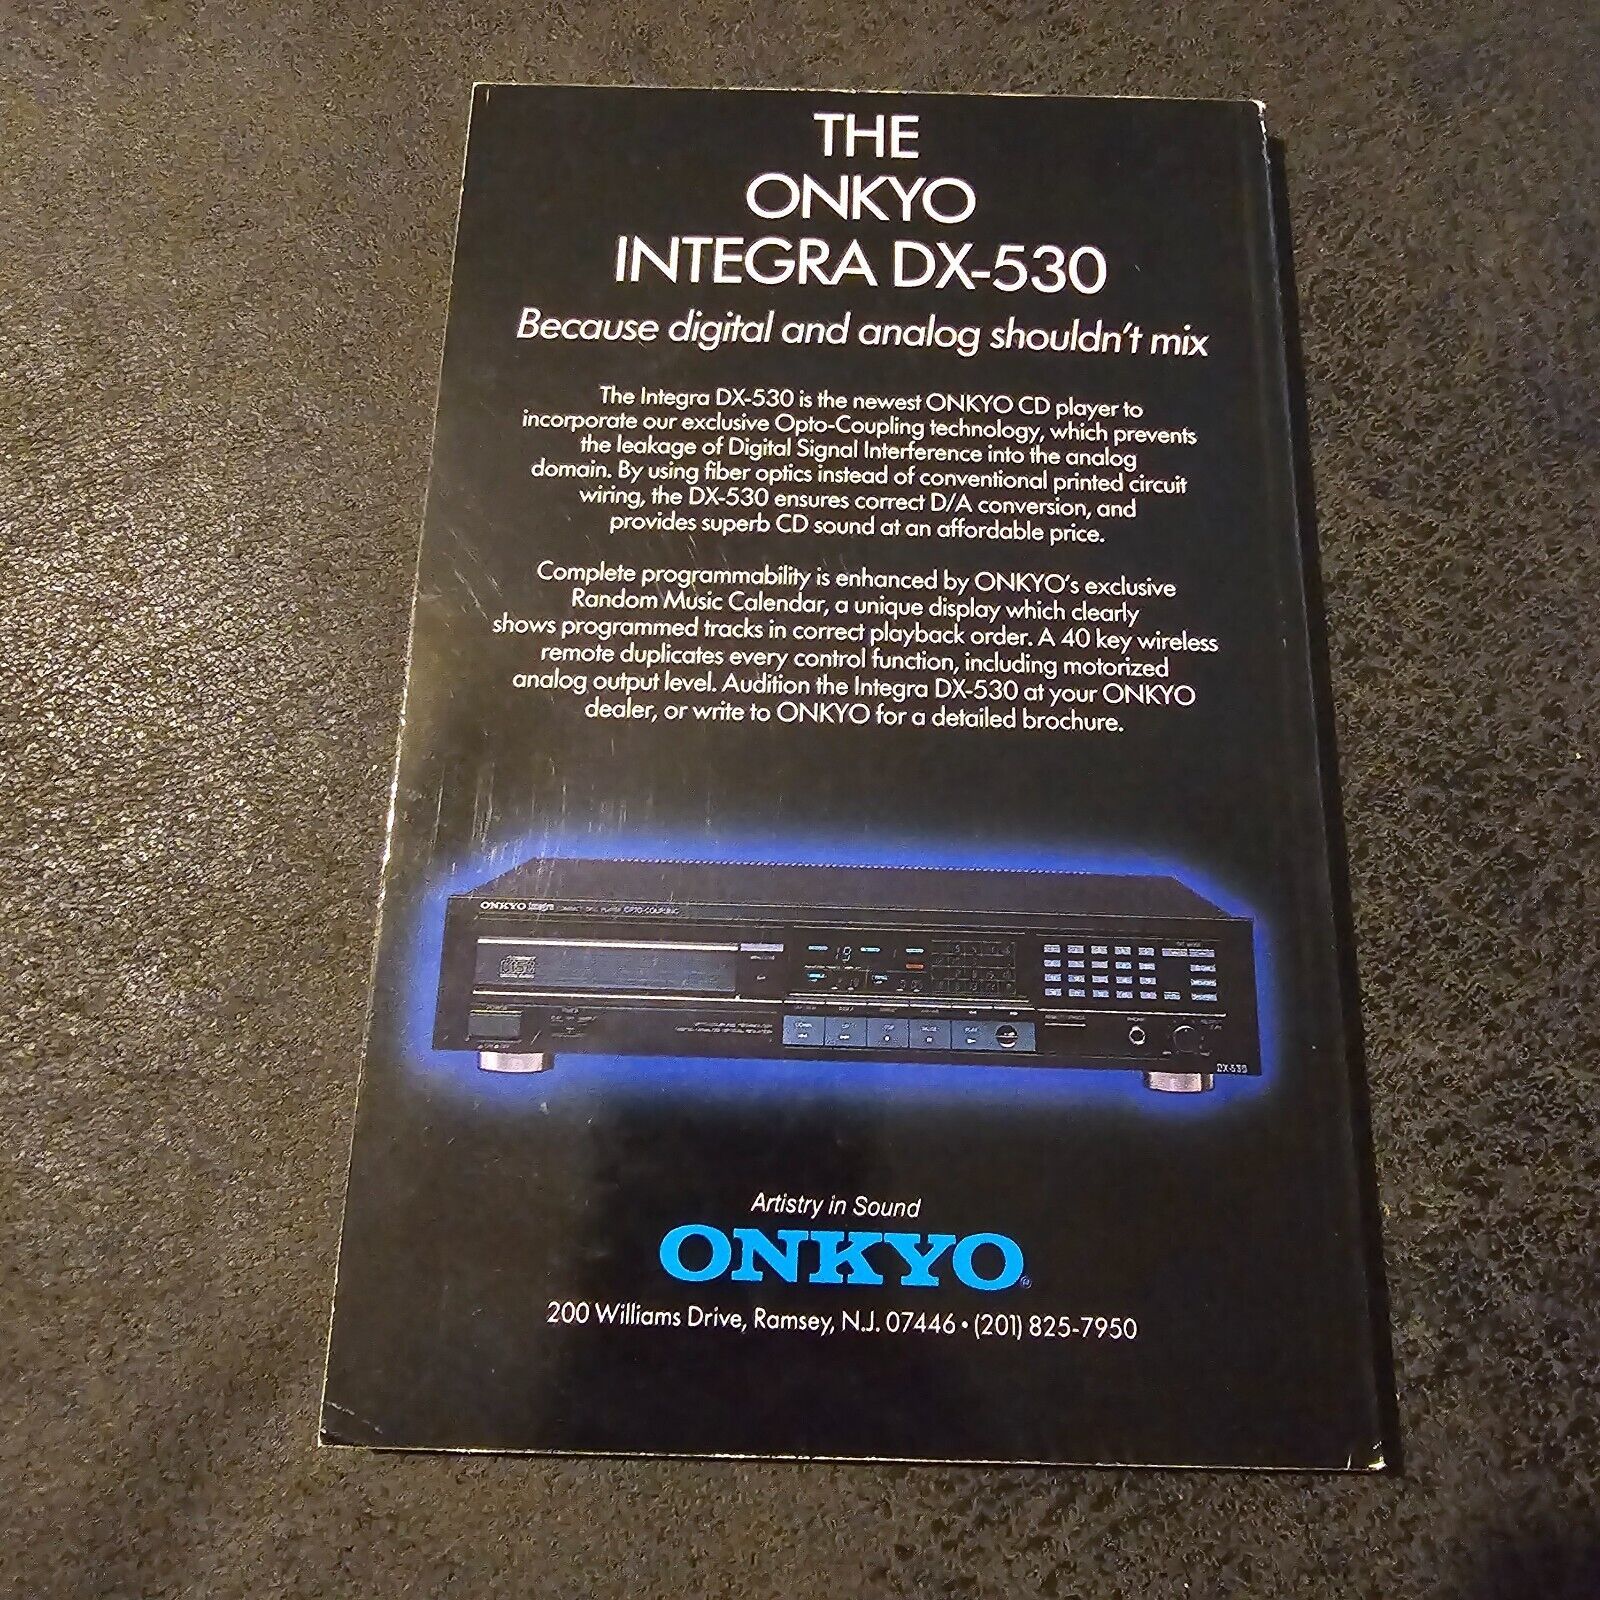 THE
ONKYO
INTEGRA DX-530
Because digital and analog shouldn't mix
The Integra DX-530 is the newest ONKYO CD player to
incorporate our exclusive Opto-Coupling technology, which prevents
the leakage of Digital Signal Interference into the analog
domain. By using fiber optics instead of conventional printed circuit
wiring, the DX-530 ensures correct D/A conversion, and
provides superb CD sound at an affordable price.
Complete programmability is enhanced by ONKYO's exclusive
Random Music Calendar, a unique display which clearly
shows programmed tracks in correct playback order. A 40 key wireless
remote duplicates every control function, including motorized
analog output level. Audition the Integra DX-530 at your ONKYO
dealer, or write to ONKYO for a detailed brochure.
ONKYO Integra COMPACT DISC PLAYER OPTO-COUPLING
19
DX-530
Artistry in Sound
ONKYO®
200 Williams Drive, Ramsey, N.J. 07446 • (201) 825-7950